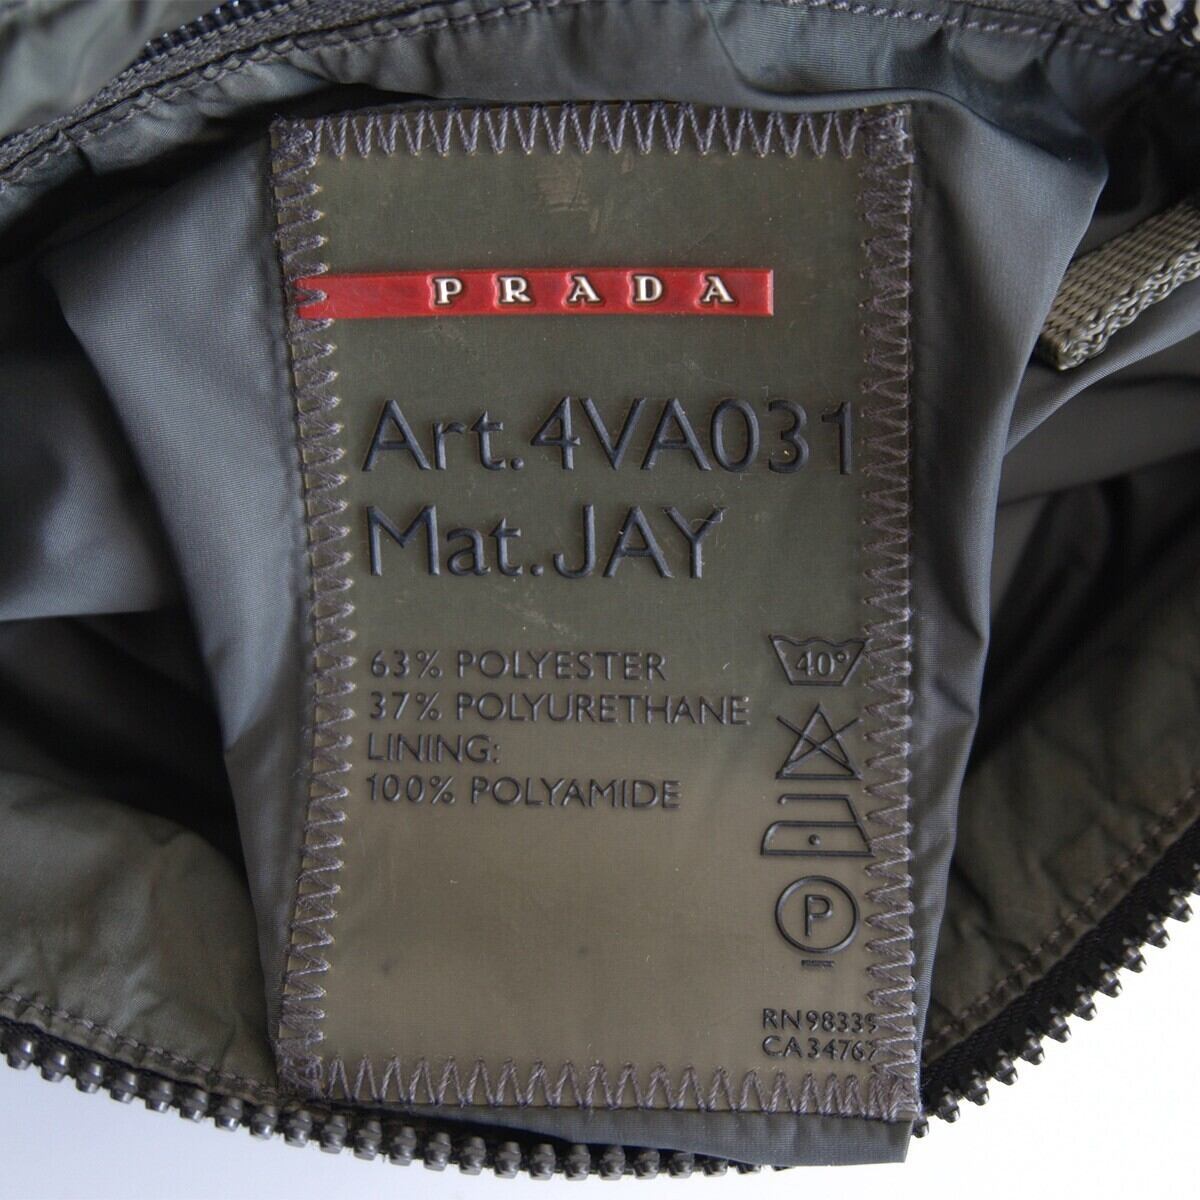 PRADA
Art. 4VA031
Mat. JAY
63% POLYESTER
37% POLYURETHANE
LINING:
100% POLYAMIDE
40°
P
RN98339
CA34767